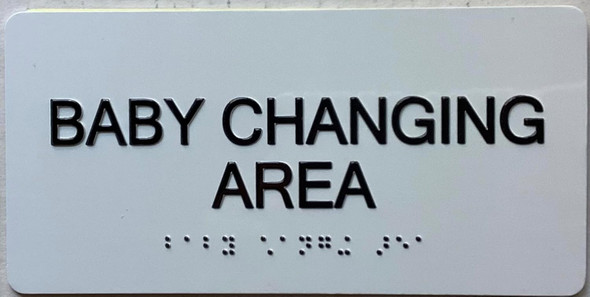 BABY CHANGING
AREA
⠃⠁⠃⠽ ⠡⠁⠝⠛⠬ ⠜⠑⠁